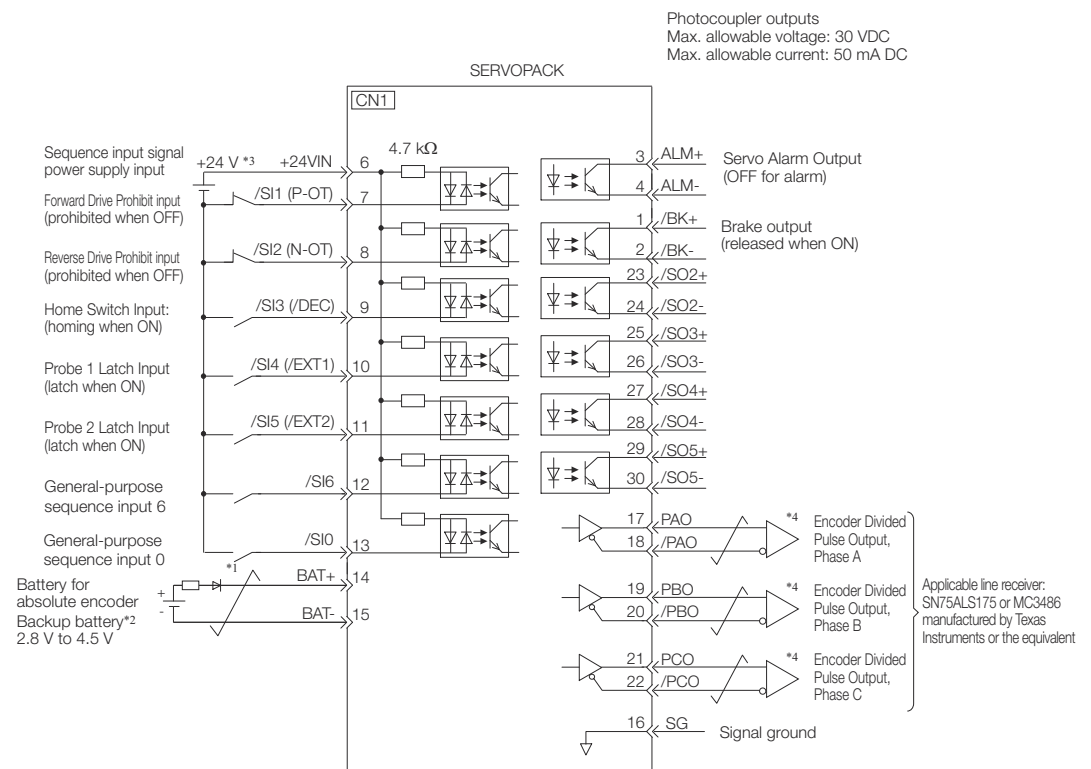 Photocoupler outputs
Max. allowable voltage: 30 VDC
Max. allowable current: 50 mA DC
SERVOPACK
CN1
4.7 kΩ
Sequence input signal
power supply input
+24 V *3
+24VIN
6
Forward Drive Prohibit input
(prohibited when OFF)
/SI1 (P-OT)
7
Reverse Drive Prohibit input
(prohibited when OFF)
/SI2 (N-OT)
8
Home Switch Input:
(homing when ON)
/SI3 (/DEC)
9
Probe 1 Latch Input
(latch when ON)
/SI4 (/EXT1)
10
Probe 2 Latch Input
(latch when ON)
/SI5 (/EXT2)
11
General-purpose
sequence input 6
/SI6
12
General-purpose
sequence input 0
/SI0
13
Battery for
absolute encoder
Backup battery*2
2.8 V to 4.5 V
+
-
*1
BAT+
14
BAT-
15
3
ALM+
4
ALM-
Servo Alarm Output
(OFF for alarm)
1
/BK+
2
/BK-
Brake output
(released when ON)
23
/SO2+
24
/SO2-
25
/SO3+
26
/SO3-
27
/SO4+
28
/SO4-
29
/SO5+
30
/SO5-
17
PAO
18
/PAO
*4
Encoder Divided
Pulse Output,
Phase A
19
PBO
20
/PBO
*4
Encoder Divided
Pulse Output,
Phase B
21
PCO
22
/PCO
*4
Encoder Divided
Pulse Output,
Phase C
Applicable line receiver:
SN75ALS175 or MC3486
manufactured by Texas
Instruments or the equivalent
16
SG
Signal ground